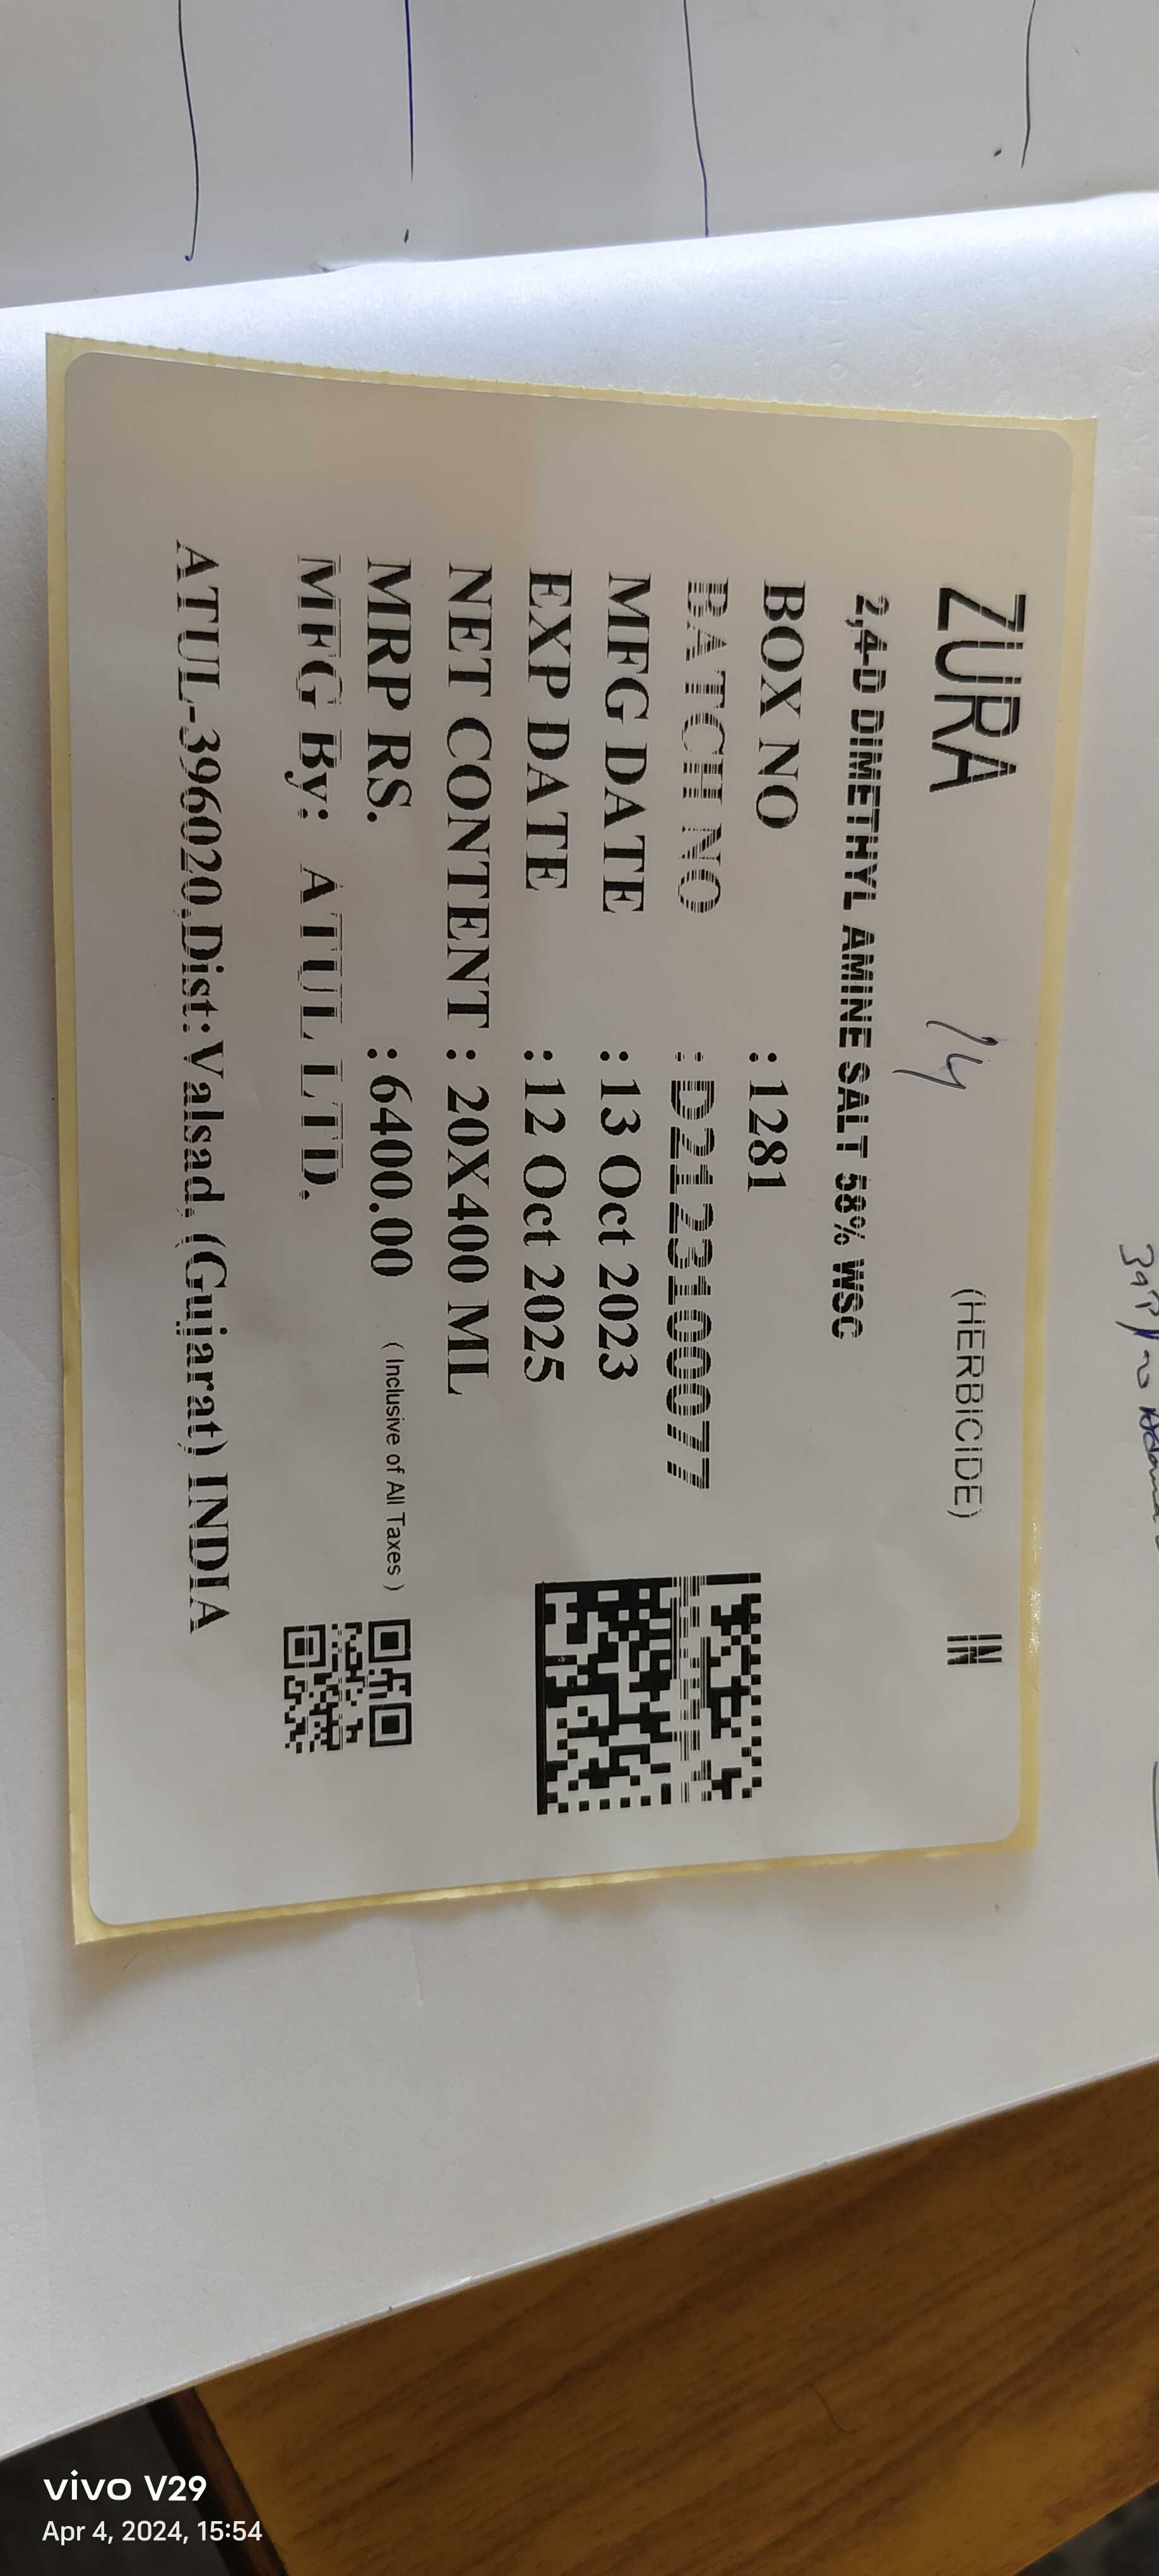 ZURA (HERBICIDE) IN
14
2,4-D DIMETHYL AMINE SALT 58% WSC
BOX NO :1281
BATCH NO :D212310077
MFG DATE :13 Oct 2023
EXP DATE :12 Oct 2025
NET CONTENT : 20X400 ML
MRP RS. :6400.00 ( Inclusive of All Taxes )
MFG By: ATUL LTD.
ATUL-396020,Dist:Valsad, (Gujarat) INDIA
vivo V29
Apr 4, 2024, 15:54